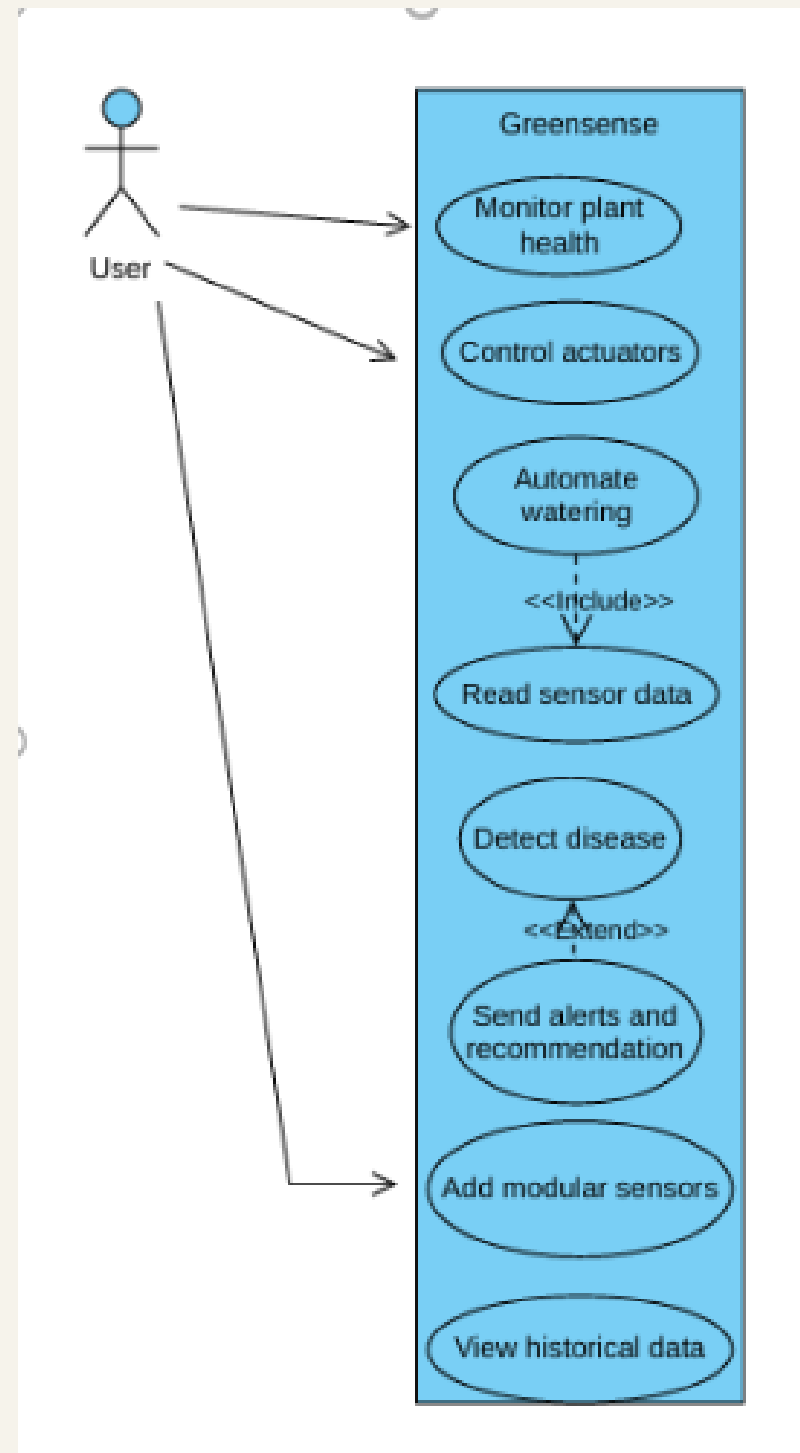 Greensense
User
Monitor plant
health
Control actuators
Automate
watering
<<Include>>
Read sensor data
Detect disease
<<Extend>>
Send alerts and
recommendation
Add modular sensors
View historical data